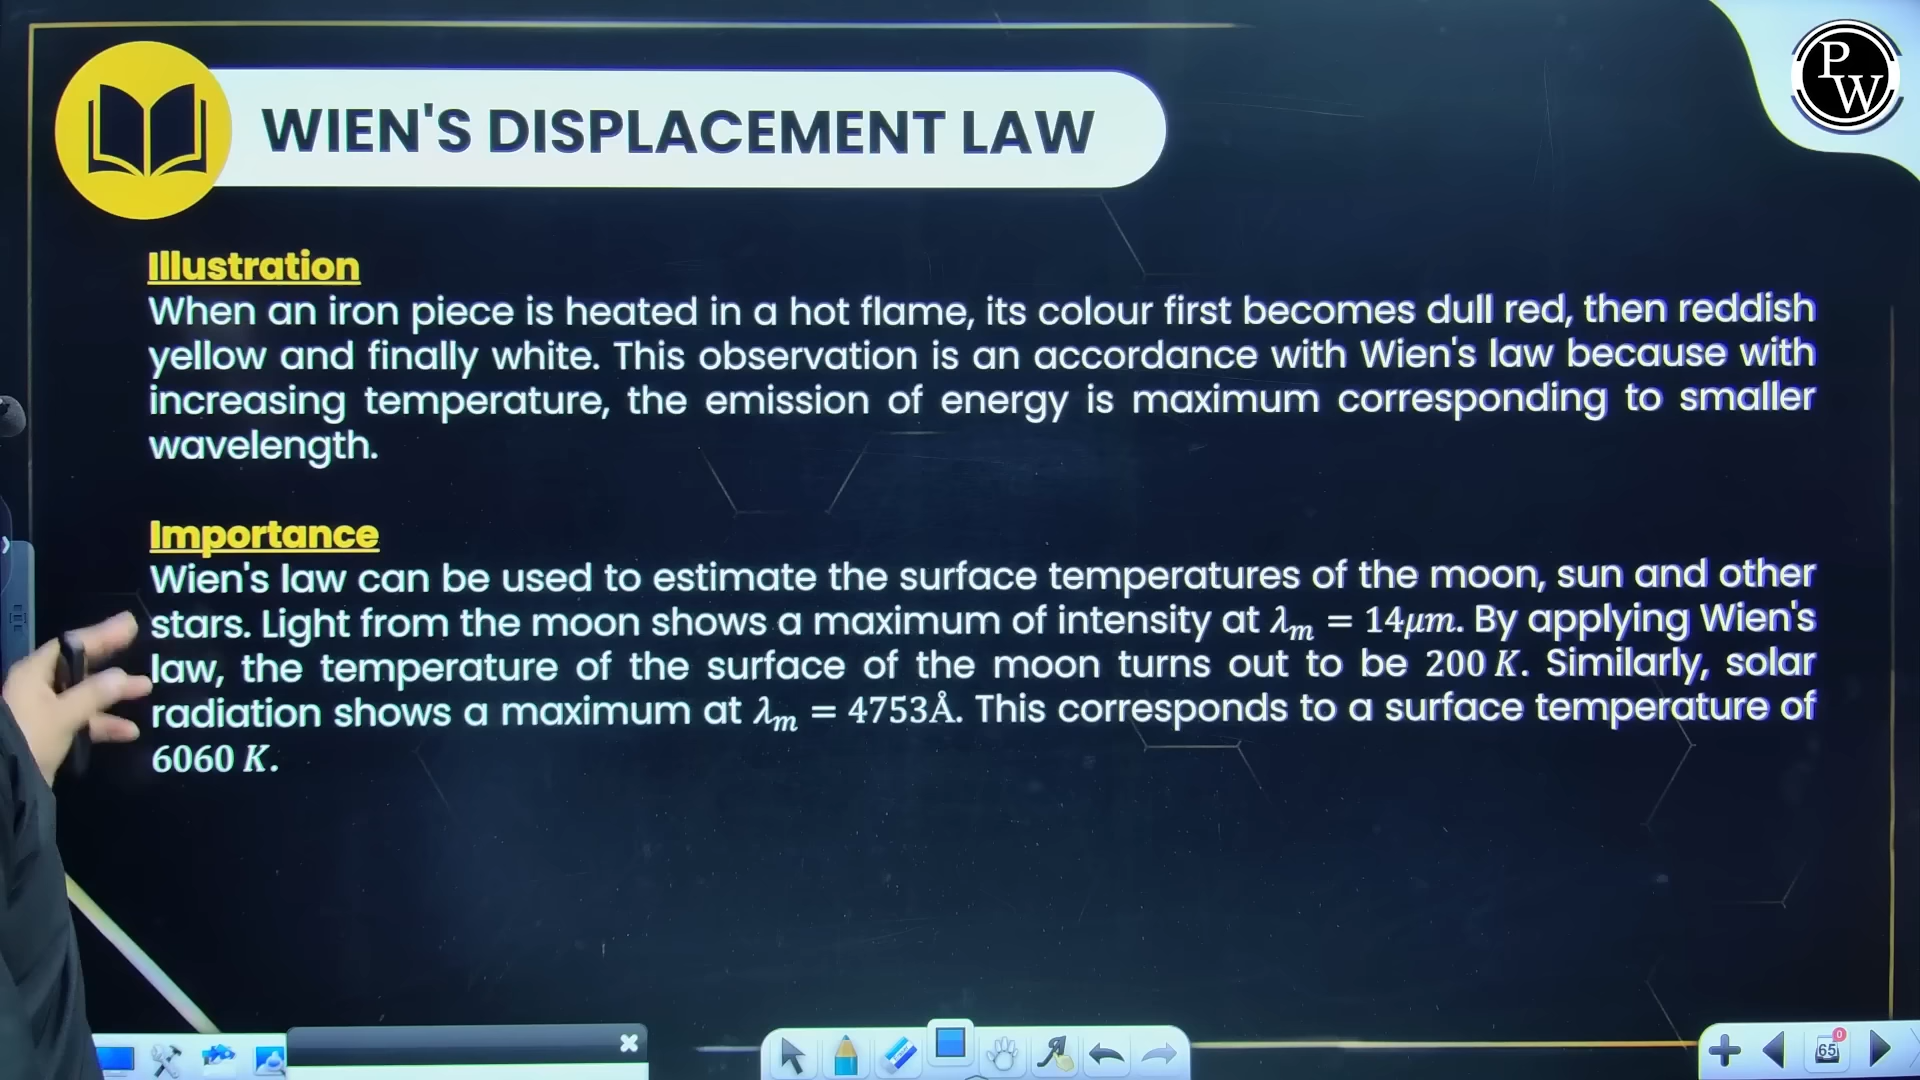 WIEN'S DISPLACEMENT LAW
P
W
Illustration
When an iron piece is heated in a hot flame, its colour first becomes dull red, then reddish
yellow and finally white. This observation is an accordance with Wien's law because with
increasing temperature, the emission of energy is maximum corresponding to smaller
wavelength.
Importance
Wien's law can be used to estimate the surface temperatures of the moon, sun and other
stars. Light from the moon shows a maximum of intensity at λm = 14μm. By applying Wien's
law, the temperature of the surface of the moon turns out to be 200 K. Similarly, solar
radiation shows a maximum at λm = 4753Å. This corresponds to a surface temperature of
6060 K.
0
65